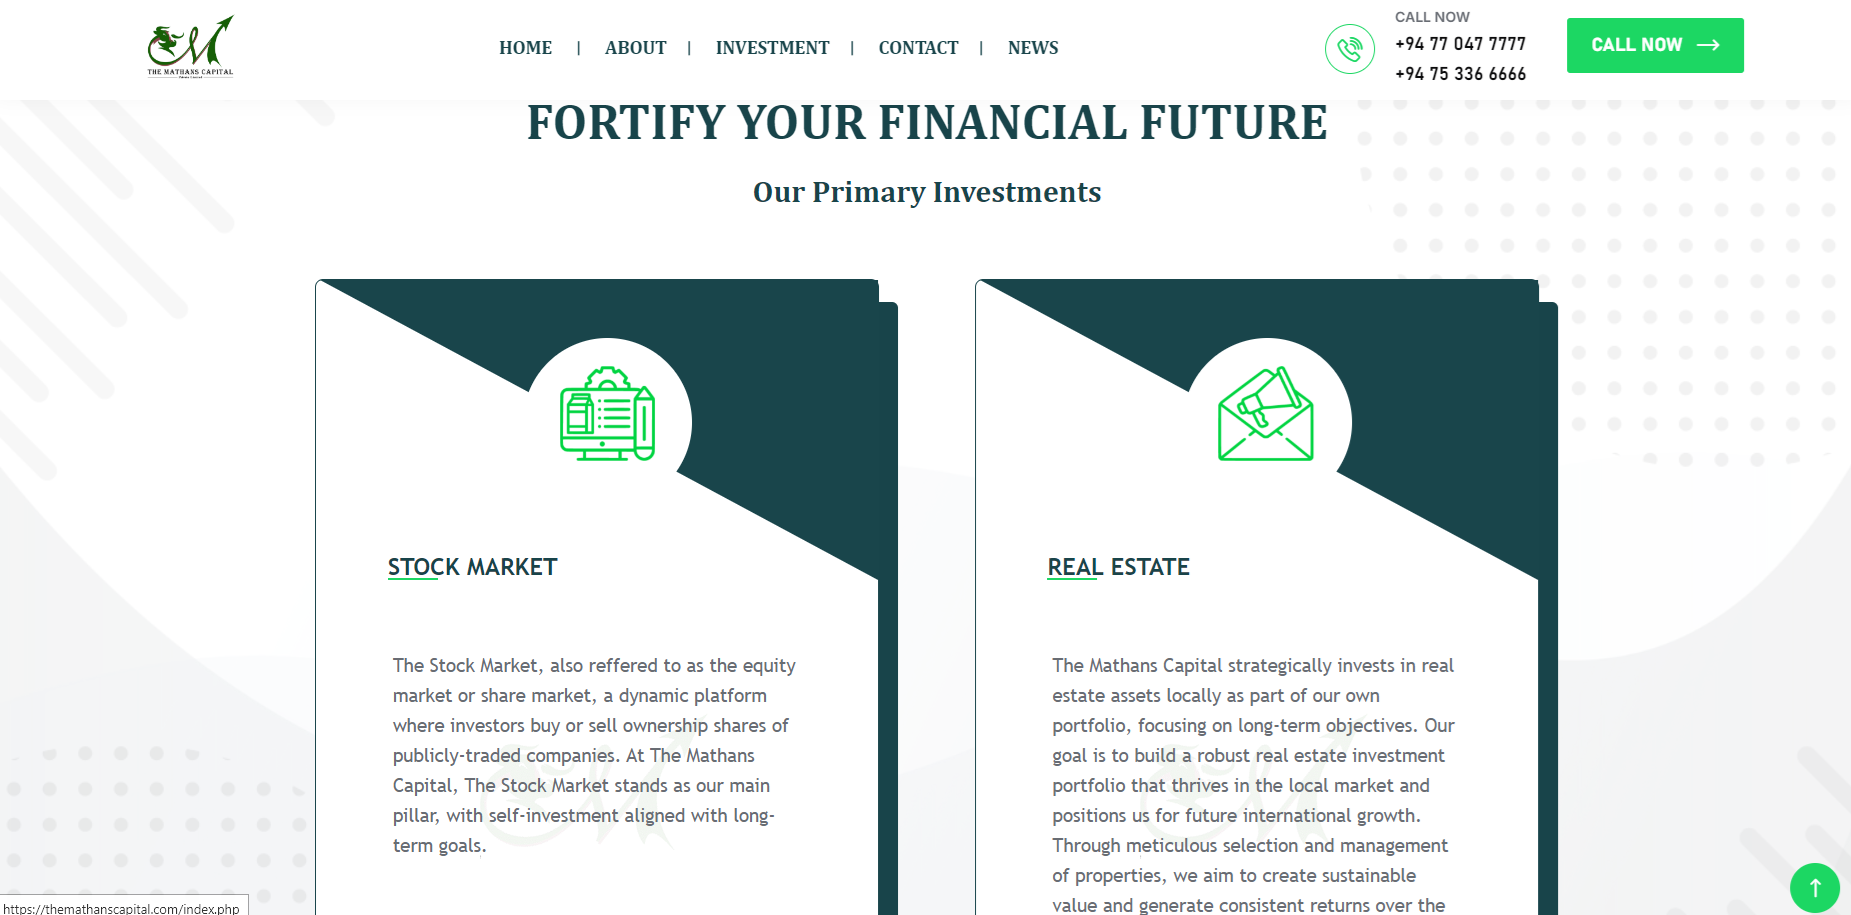 THE MATHANS CAPITAL
HOME | ABOUT | INVESTMENT | CONTACT | NEWS
CALL NOW
+94 77 047 7777
+94 75 336 6666
CALL NOW
FORTIFY YOUR FINANCIAL FUTURE
Our Primary Investments
STOCK MARKET
The Stock Market, also reffered to as the equity
market or share market, a dynamic platform
where investors buy or sell ownership shares of
publicly-traded companies. At The Mathans
Capital, The Stock Market stands as our main
pillar, with self-investment aligned with long-
term goals.
REAL ESTATE
The Mathans Capital strategically invests in real
estate assets locally as part of our own
portfolio, focusing on long-term objectives. Our
goal is to build a robust real estate investment
portfolio that thrives in the local market and
positions us for future international growth.
Through meticulous selection and management
of properties, we aim to create sustainable
value and generate consistent returns over the
https://themathanscapital.com/index.php